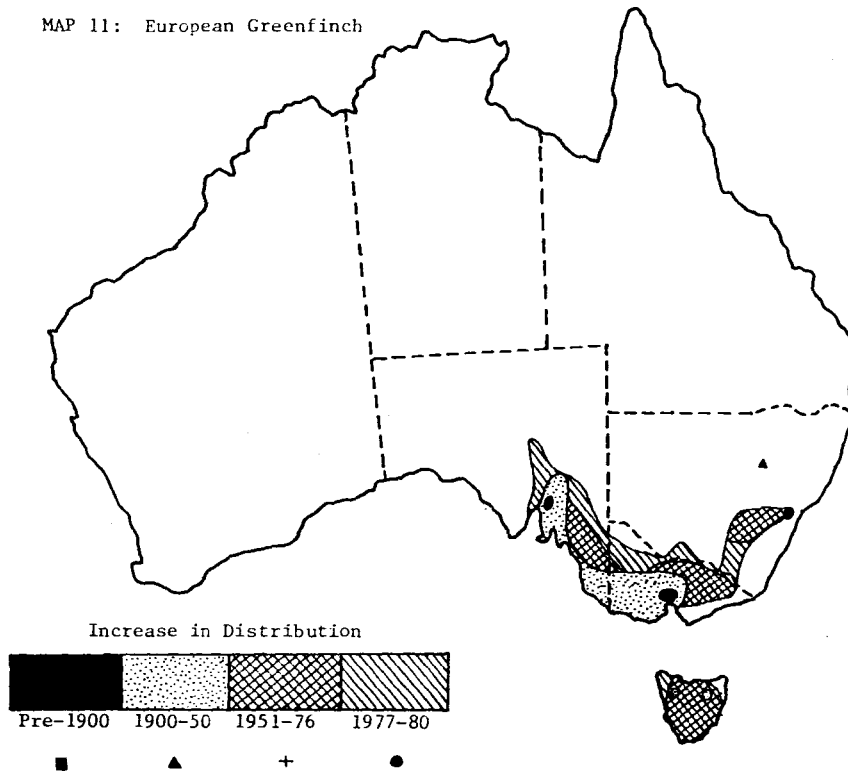 MAP 11: European Greenfinch
Increase in Distribution
Pre-1900 1900-50 1951-76 1977-80